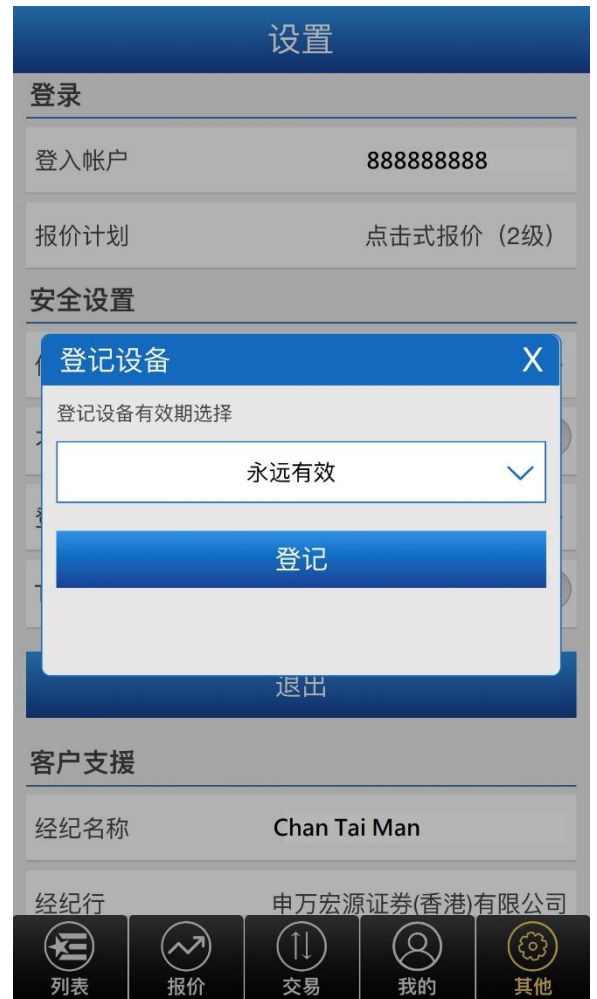 设置
登录
登入帐户 888888888
报价计划 点击式报价（2级）
安全设置
登记设备 X
登记设备有效期选择
永远有效
登记
退出
客户支援
经纪名称 Chan Tai Man
经纪行 申万宏源证券(香港)有限公司
列表 报价 交易 我的 其他